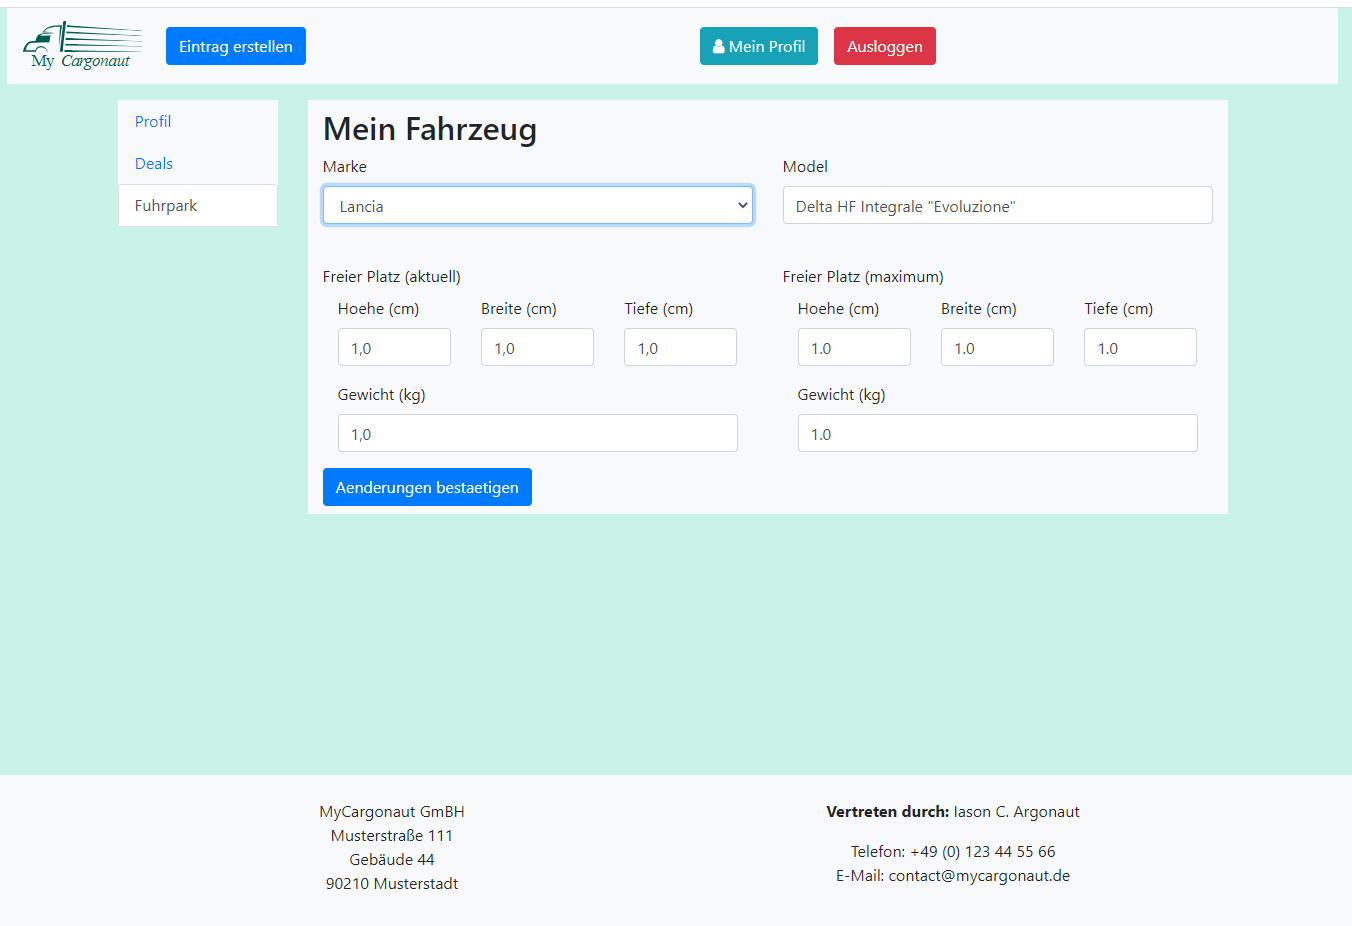 My Cargonaut
Eintrag erstellen
Mein Profil
Ausloggen
Profil
Deals
Fuhrpark
Mein Fahrzeug
Marke
Model
Lancia
Delta HF Integrale "Evoluzione"
Freier Platz (aktuell)
Freier Platz (maximum)
Hoehe (cm)
Breite (cm)
Tiefe (cm)
Hoehe (cm)
Breite (cm)
Tiefe (cm)
1,0
1,0
1,0
1.0
1.0
1.0
Gewicht (kg)
Gewicht (kg)
1,0
1.0
Aenderungen bestaetigen
MyCargonaut GmBH
Musterstraße 111
Gebäude 44
90210 Musterstadt
Vertreten durch: Iason C. Argonaut
Telefon: +49 (0) 123 44 55 66
E-Mail: contact@mycargonaut.de